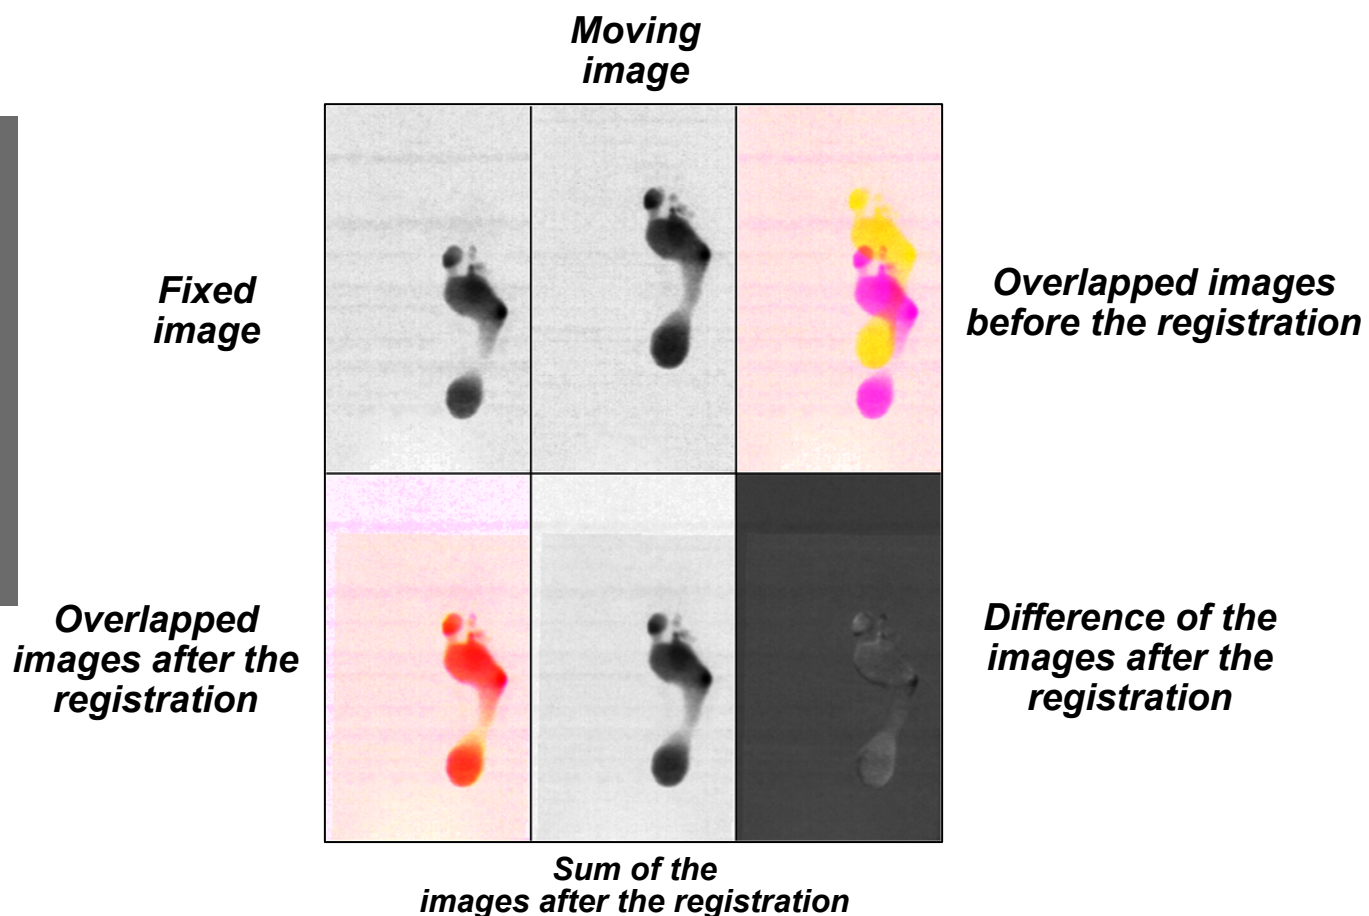 Moving
image
Fixed
image
Overlapped images
before the registration
Overlapped
images after the
registration
Difference of the
images after the
registration
Sum of the
images after the registration